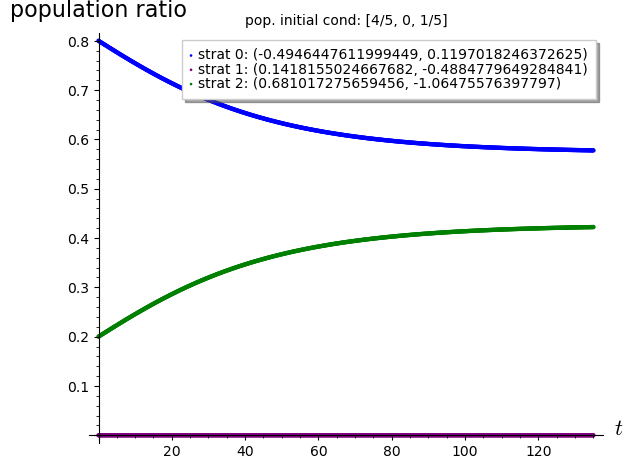 population ratio
pop. initial cond: [4/5, 0, 1/5]
strat 0: (-0.4946447611999449, 0.1197018246372625)
strat 1: (0.1418155024667682, -0.4884779649284841)
strat 2: (0.681017275659456, -1.06475576397797)
0.8
0.7
0.6
0.5
0.4
0.3
0.2
0.1
20 40 60 80 100 120
t